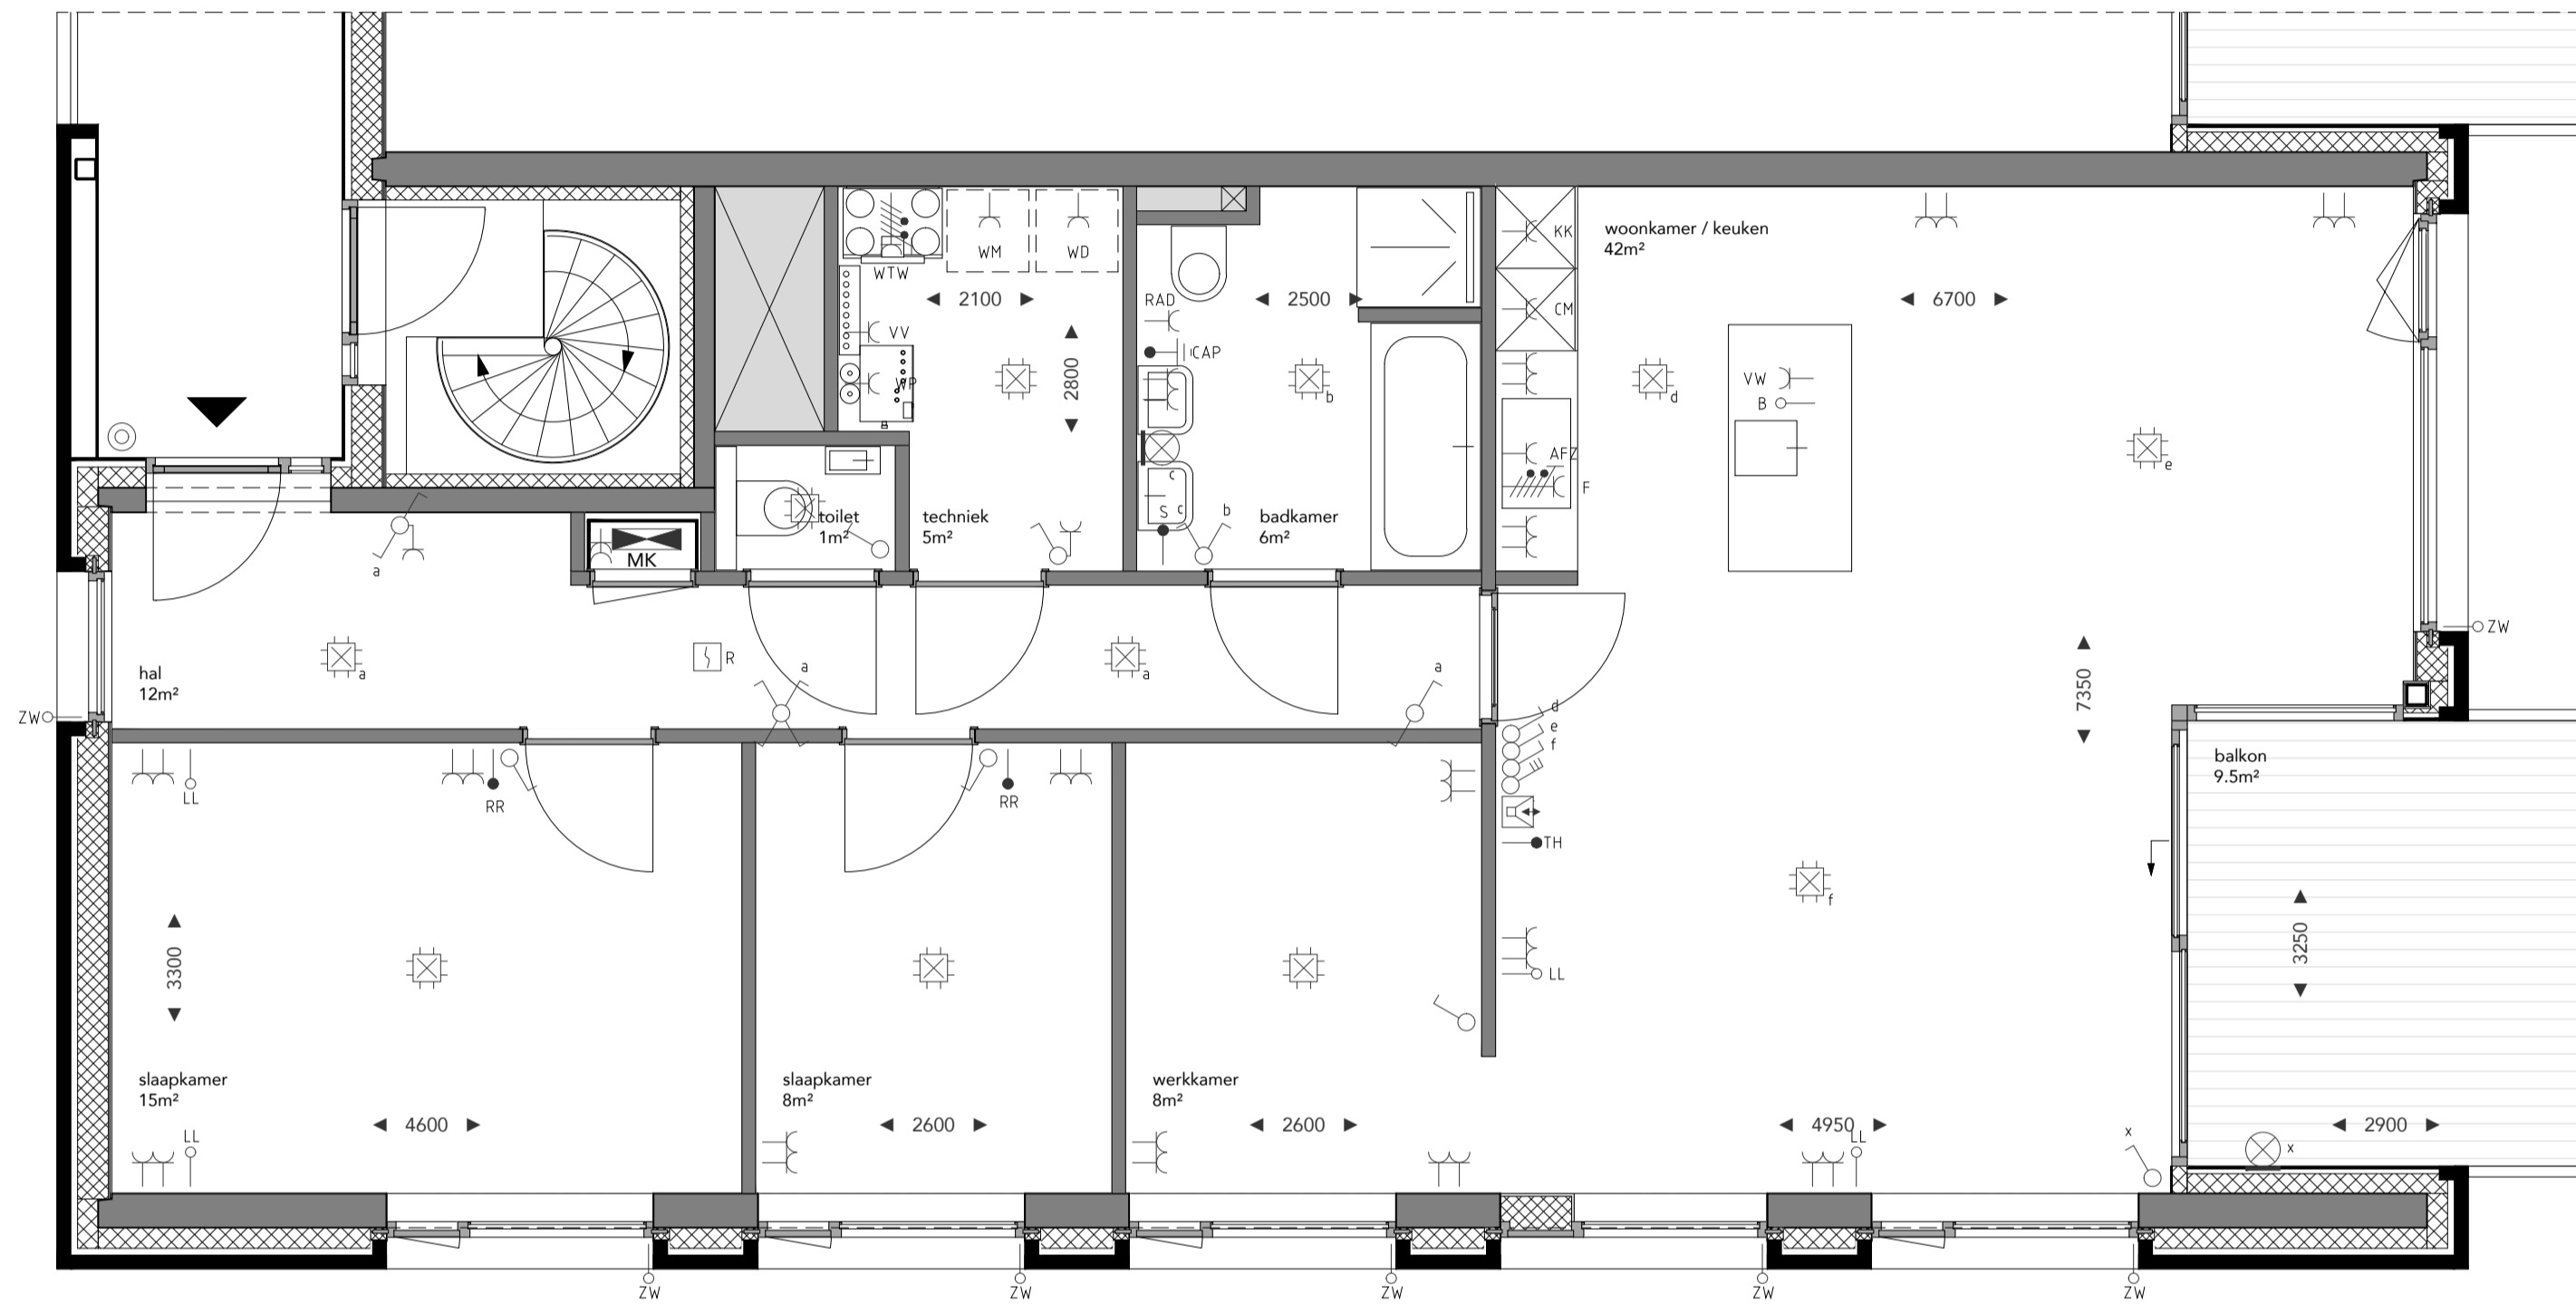 WTW
WM
WD
2100
VV
2800
WP
RAD
2500
CAP
b
c
S
c
b
KK
CM
woonkamer / keuken
42m²
6700
d
VW
B
AFZ
F
e
toilet
1m²
techniek
5m²
badkamer
6m²
MK
a
hal
12m²
a
R
a
a
a
ZW
ZW
7350
d
e
f
balkon
9.5m²
LL
RR
RR
TH
f
3300
LL
3250
slaapkamer
15m²
slaapkamer
8m²
werkkamer
8m²
4600
2600
2600
4950
2900
LL
LL
x
x
ZW
ZW
ZW
ZW
ZW